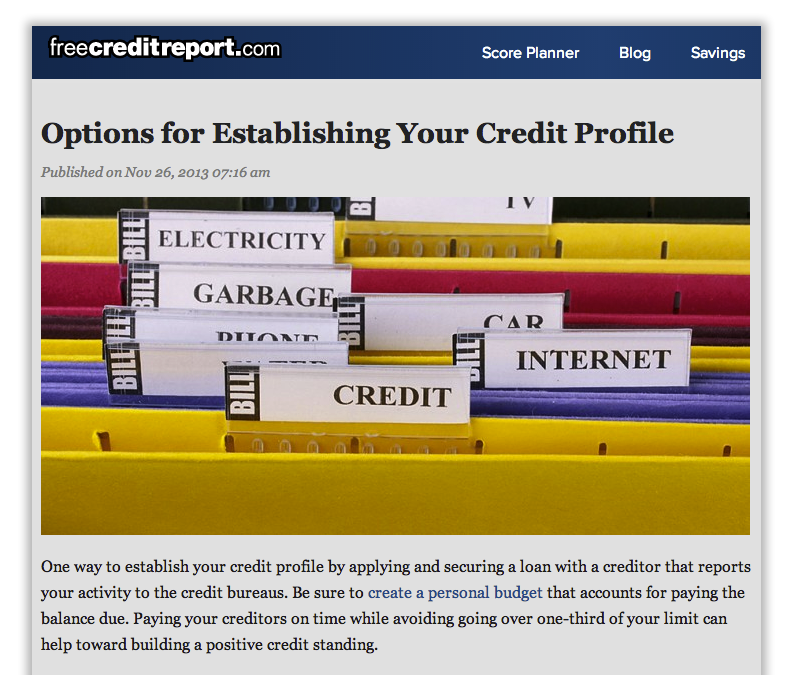 freecreditreport.com
Score Planner Blog Savings
Options for Establishing Your Credit Profile
Published on Nov 26, 2013 07:16 am
BILL TV
BILL ELECTRICITY
BILL GARBAGE
BILL CAR
BILL PHONE
BILL INTERNET
BILL WATER
BILL CREDIT
One way to establish your credit profile by applying and securing a loan with a creditor that reports
your activity to the credit bureaus. Be sure to create a personal budget that accounts for paying the
balance due. Paying your creditors on time while avoiding going over one-third of your limit can
help toward building a positive credit standing.